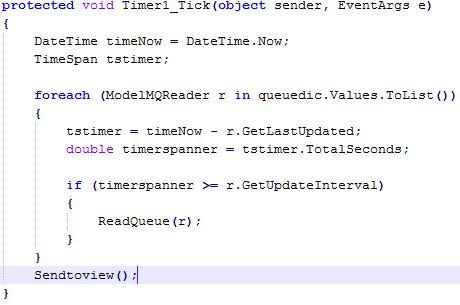 protected void Timer1_Tick(object sender, EventArgs e)
{
    DateTime timeNow = DateTime.Now;
    TimeSpan tstimer;

    foreach (ModelMQReader r in queuedic.Values.ToList())
    {
        tstimer = timeNow - r.GetLastUpdated;
        double timerspanner = tstimer.TotalSeconds;

        if (timerspanner >= r.GetUpdateInterval)
        {
            ReadQueue(r);
        }
    }
    Sendtoview();
}